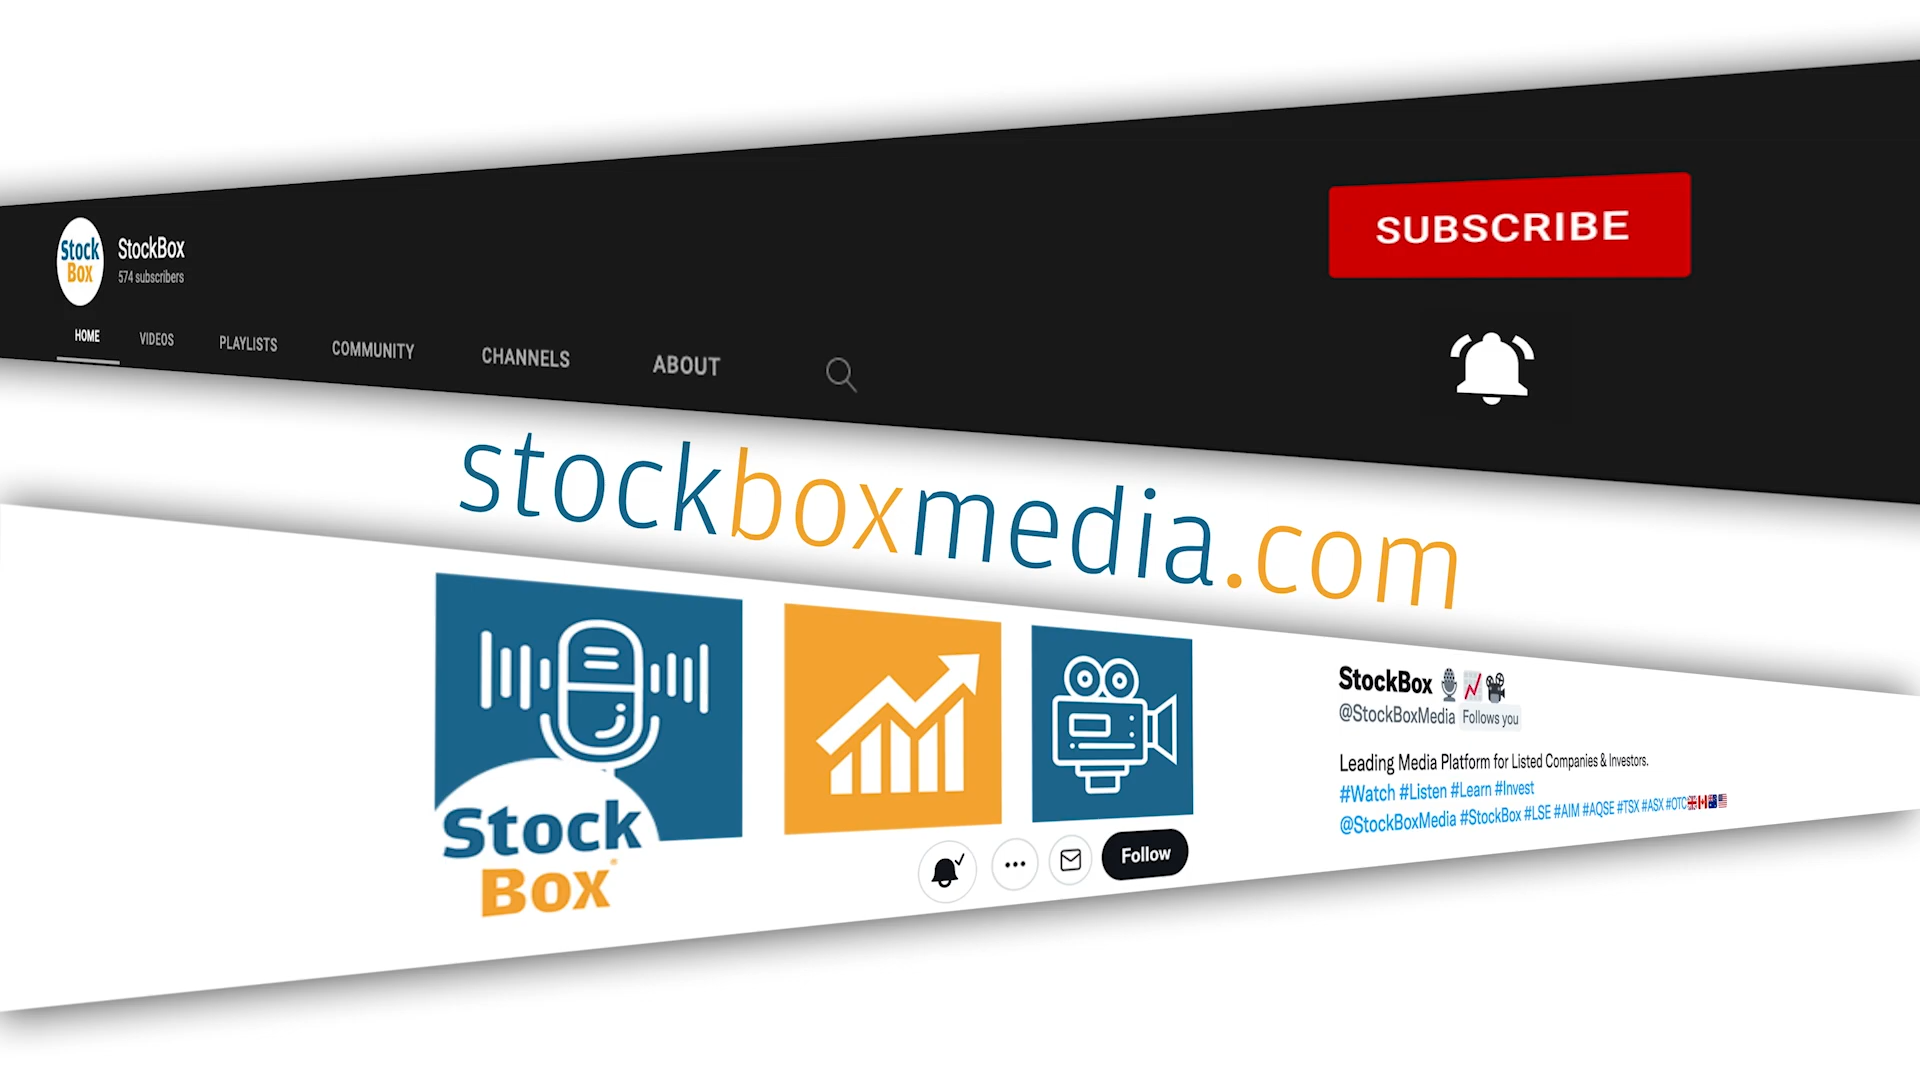 Stock
Box
StockBox
574 subscribers
SUBSCRIBE
HOME VIDEOS PLAYLISTS COMMUNITY CHANNELS ABOUT
stockboxmedia.com
Stock
Box
Follow
StockBox
@StockBoxMedia Follows you
Leading Media Platform for Listed Companies & Investors.
#Watch #Listen #Learn #Invest
@StockBoxMedia #StockBox #LSE #AIM #AQSE #TSX #ASX #OTC